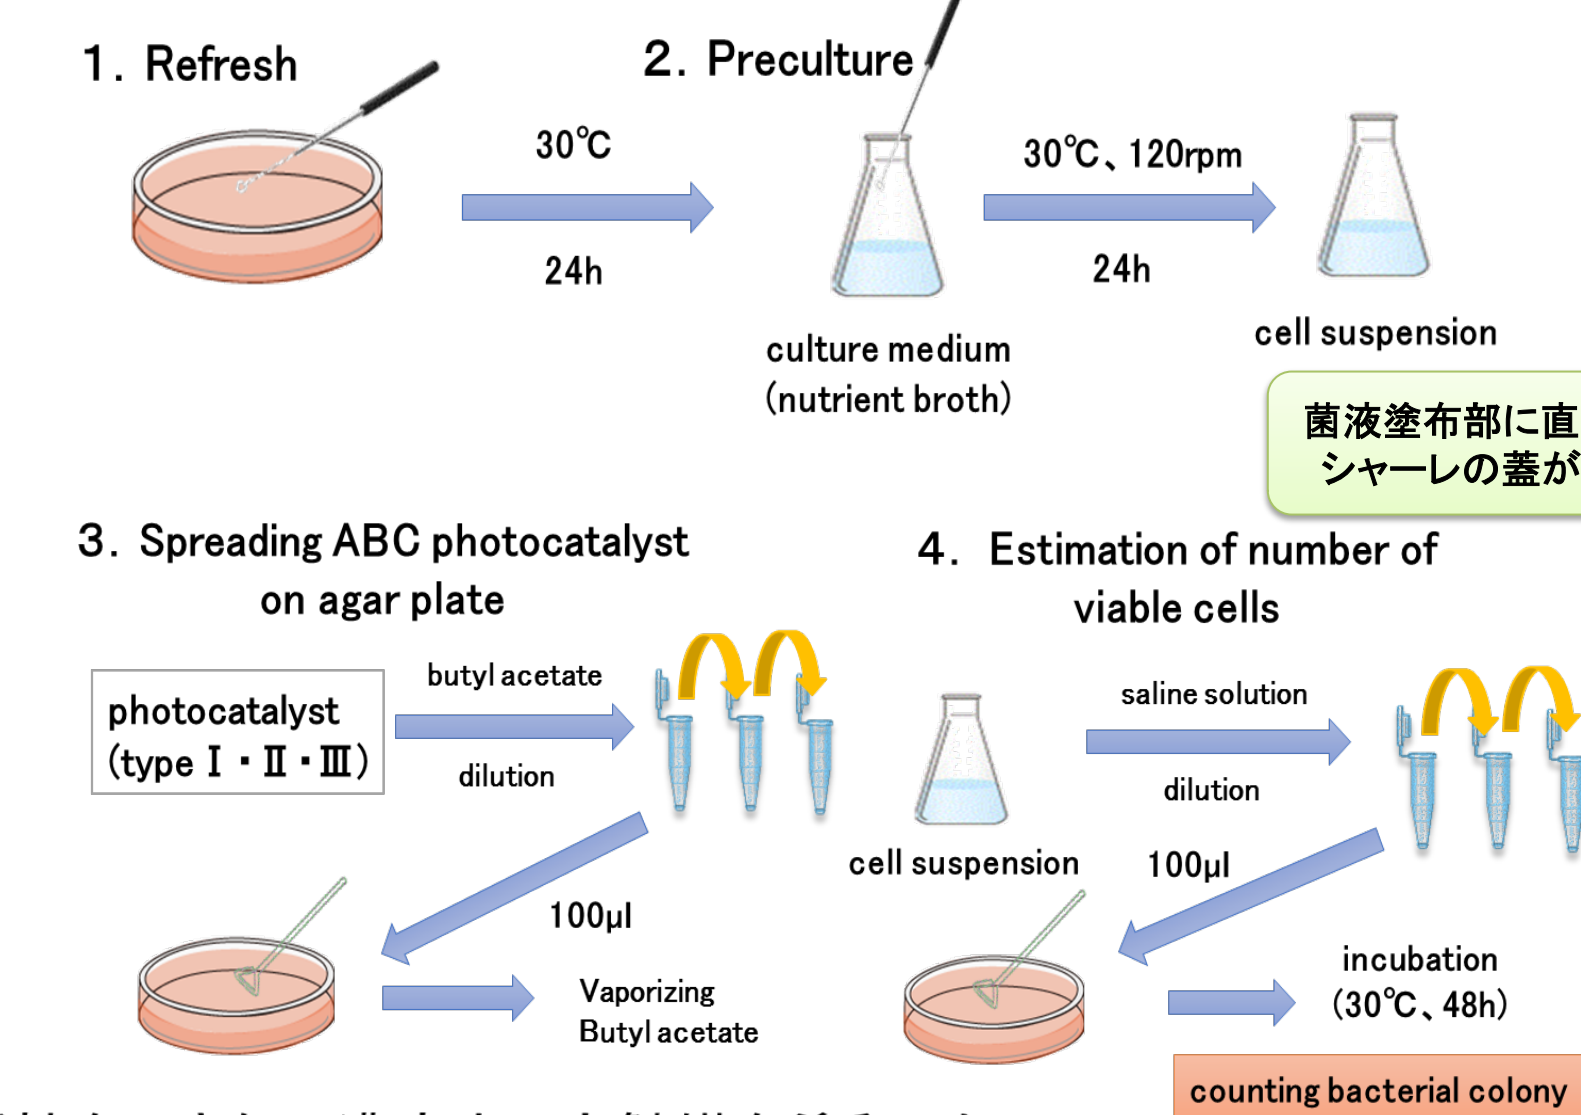 1. Refresh
30℃
24h
2. Preculture
culture medium
(nutrient broth)
30℃、120rpm
24h
cell suspension
菌液塗布部に直
シャーレの蓋が
3. Spreading ABC photocatalyst
on agar plate
photocatalyst
(type Ⅰ・Ⅱ・Ⅲ)
butyl acetate
dilution
100μl
Vaporizing
Butyl acetate
4. Estimation of number of
viable cells
cell suspension
saline solution
dilution
100μl
incubation
(30℃、48h)
counting bacterial colony